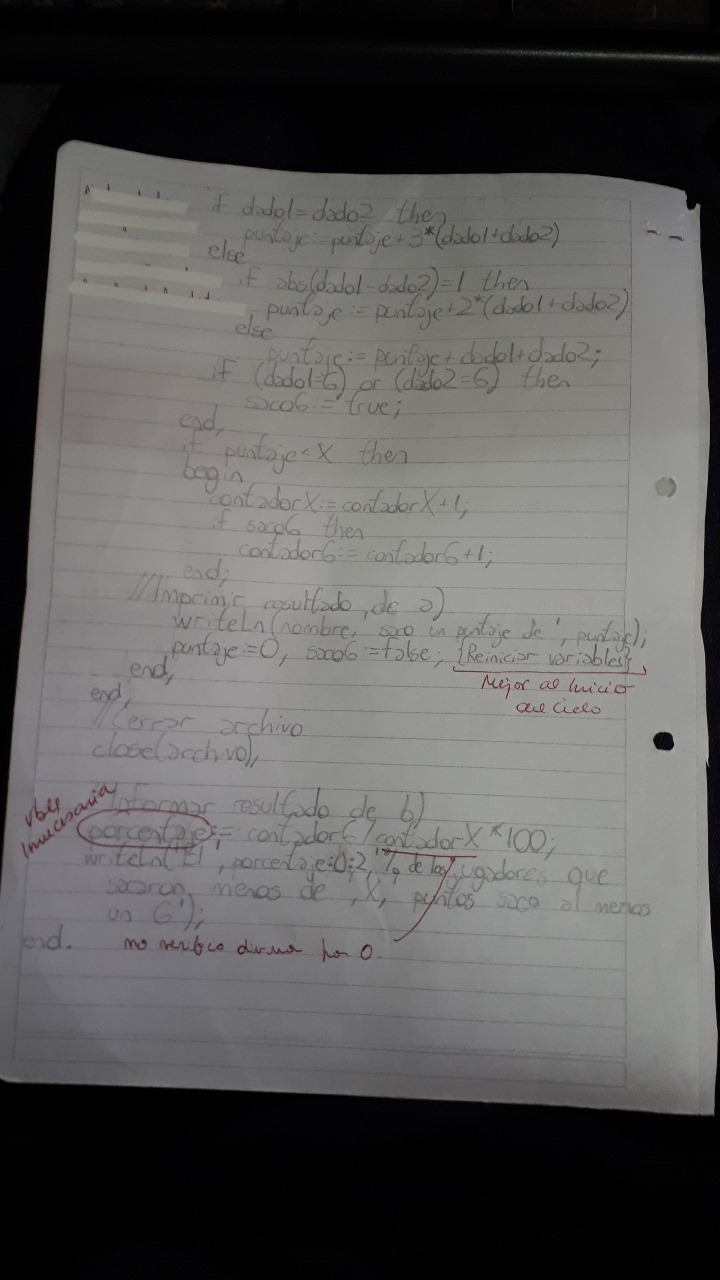 if dado1=dado2 then
puntaje:=puntaje+3*(dado1+dado2)
else
if abs(dado1-dado2)=1 then
puntaje:=puntaje+2*(dado1+dado2)
else
puntaje:=puntaje+dado1+dado2;
if (dado1=6) or (dado2=6) then
saco6:=true;
end;
if puntaje<X then
begin
contadorX:=contadorX+1;
if saco6 then
contador6:=contador6+1;
end;
//Imprimir resultado de a)
writeln(nombre, 'saco un puntaje de ', puntaje);
puntaje:=0; saco6:=false; {Reiniciar variables}
end;
Mejor al inicio
del ciclo
end;
//Cerrar archivo
close(archivo);
//Informar resultado de b)
vble
innecesaria
porcentaje:=contador6/contadorX*100;
writeln('El ', porcentaje:0:2, '% de los jugadores que
sacaron menos de ', X, ' puntos saco al menos
un 6');
end.
no verifico division por 0